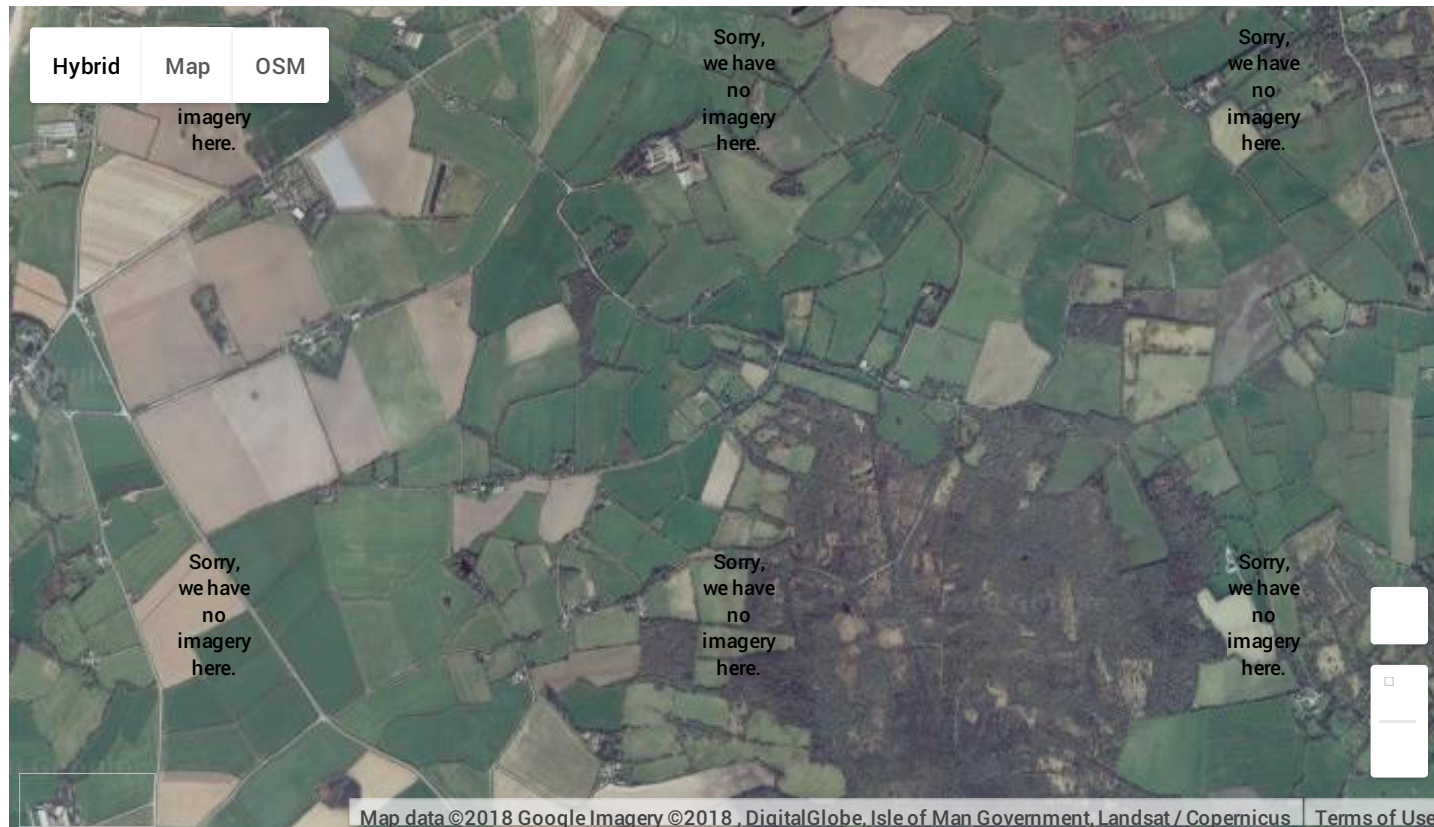 Hybrid Map OSM
imagery
here.
Sorry,
we have
no
imagery
here.
Sorry,
we have
no
imagery
here.
Sorry,
we have
no
imagery
here.
Sorry,
we have
no
imagery
here.
Sorry,
we have
no
imagery
here.
Map data ©2018 Google Imagery ©2018 , DigitalGlobe, Isle of Man Government, Landsat / Copernicus
Terms of Use